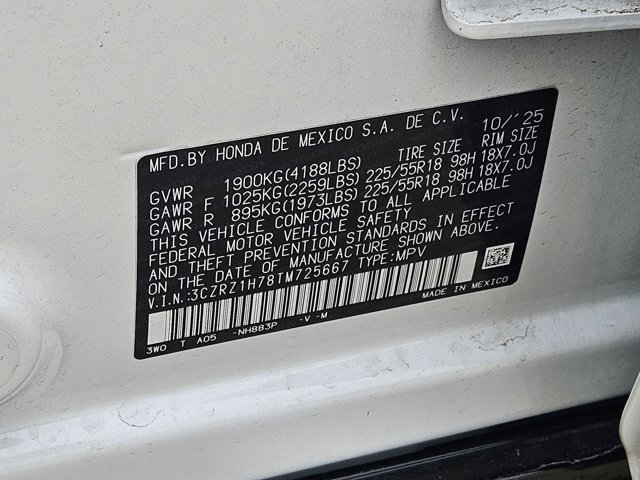 MFD.BY HONDA DE MEXICO S.A. DE C.V. 10/'25
GVWR 1900KG(4188LBS) TIRE SIZE RIM SIZE
GAWR F 1025KG(2259LBS) 225/55R18 98H 18X7.0J
GAWR R 895KG(1973LBS) 225/55R18 98H 18X7.0J
THIS VEHICLE CONFORMS TO ALL APPLICABLE
FEDERAL MOTOR VEHICLE SAFETY
AND THEFT PREVENTION STANDARDS IN EFFECT
ON THE DATE OF MANUFACTURE SHOWN ABOVE.
V.I.N.:3CZRZ1H78TM725667 TYPE:MPV
MADE IN MEXICO
3W0 T A05 -NH883P -V -M